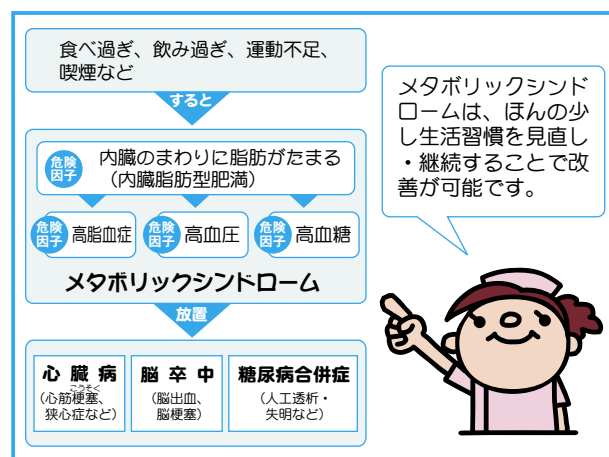 食べ過ぎ、飲み過ぎ、運動不足、
喫煙など
すると
危険
因子
内臓のまわりに脂肪がたまる
（内臓脂肪型肥満）
危険
因子
高脂血症
危険
因子
高血圧
危険
因子
高血糖
メタボリックシンドローム
放置
心臓病
（心筋梗塞、
こうそく
狭心症など）
脳卒中
（脳出血、
脳梗塞）
糖尿病合併症
（人工透析・
失明など）
メタボリックシンド
ロームは、ほんの少
し生活習慣を見直し
・継続することで改
善が可能です。